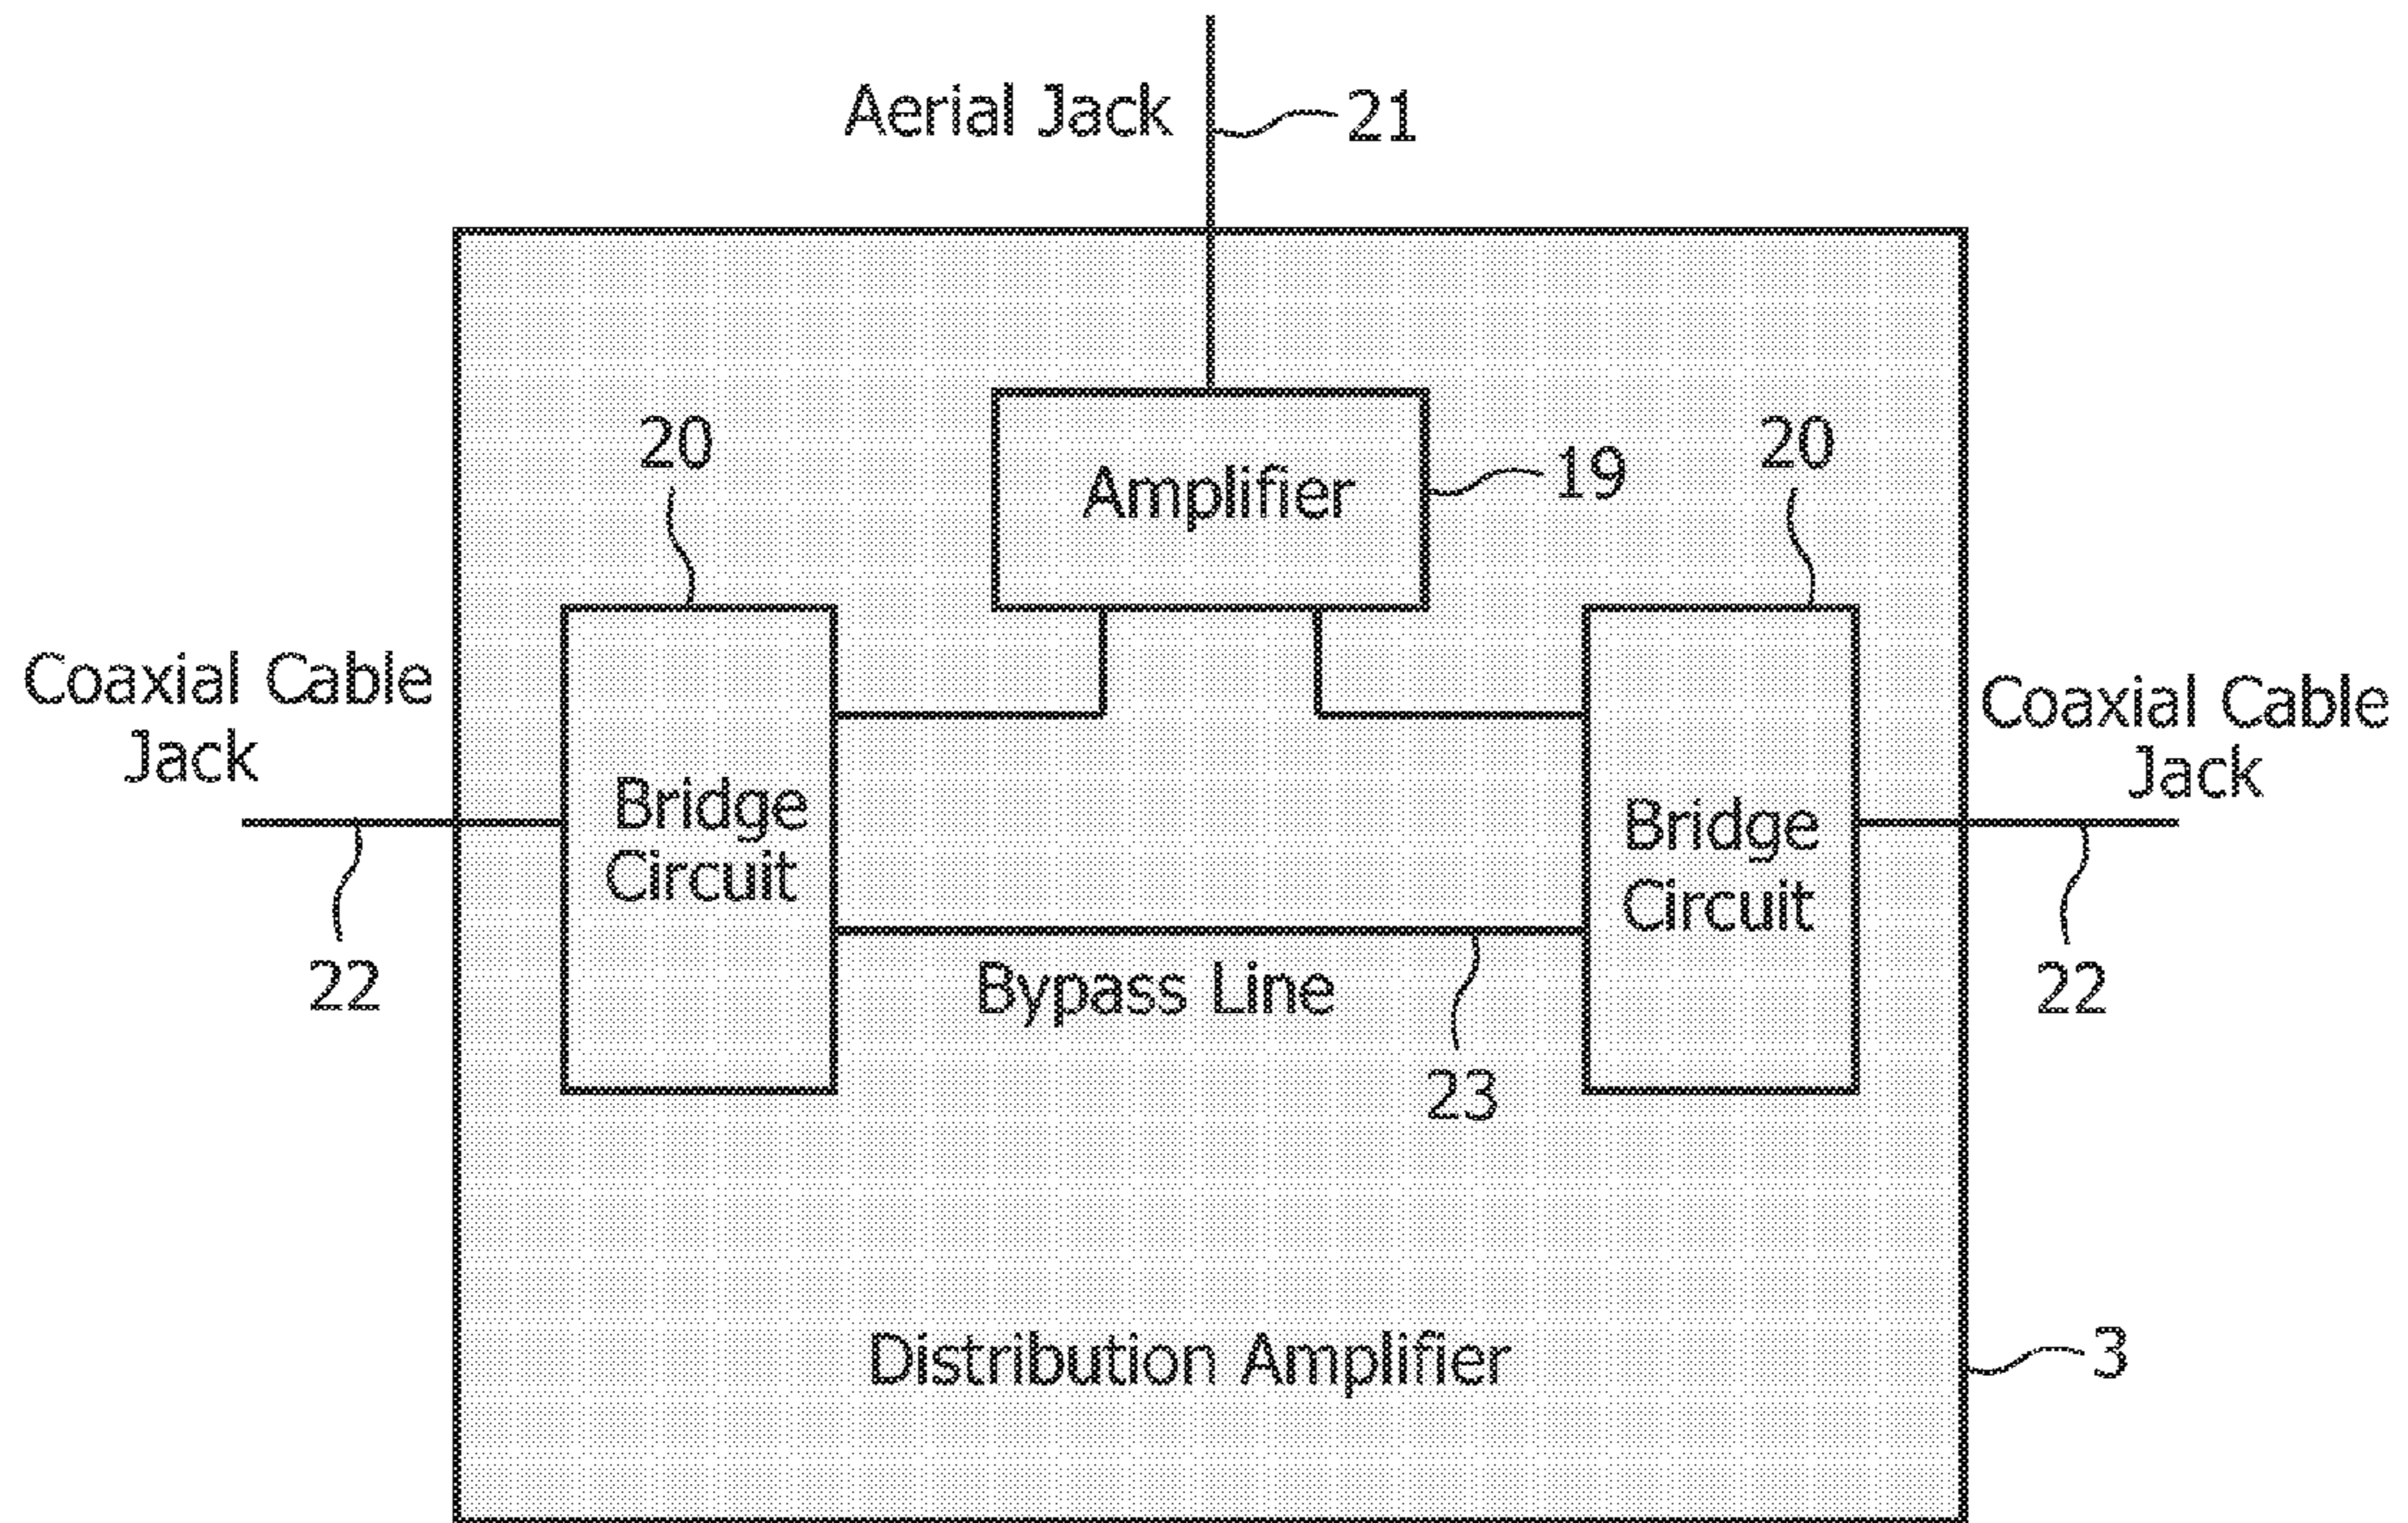 Aerial Jack
21
20
Amplifier
19
20
Coaxial Cable
Jack
Coaxial Cable
Jack
Bridge
Circuit
Bridge
Circuit
22
Bypass Line
22
23
Distribution Amplifier
3